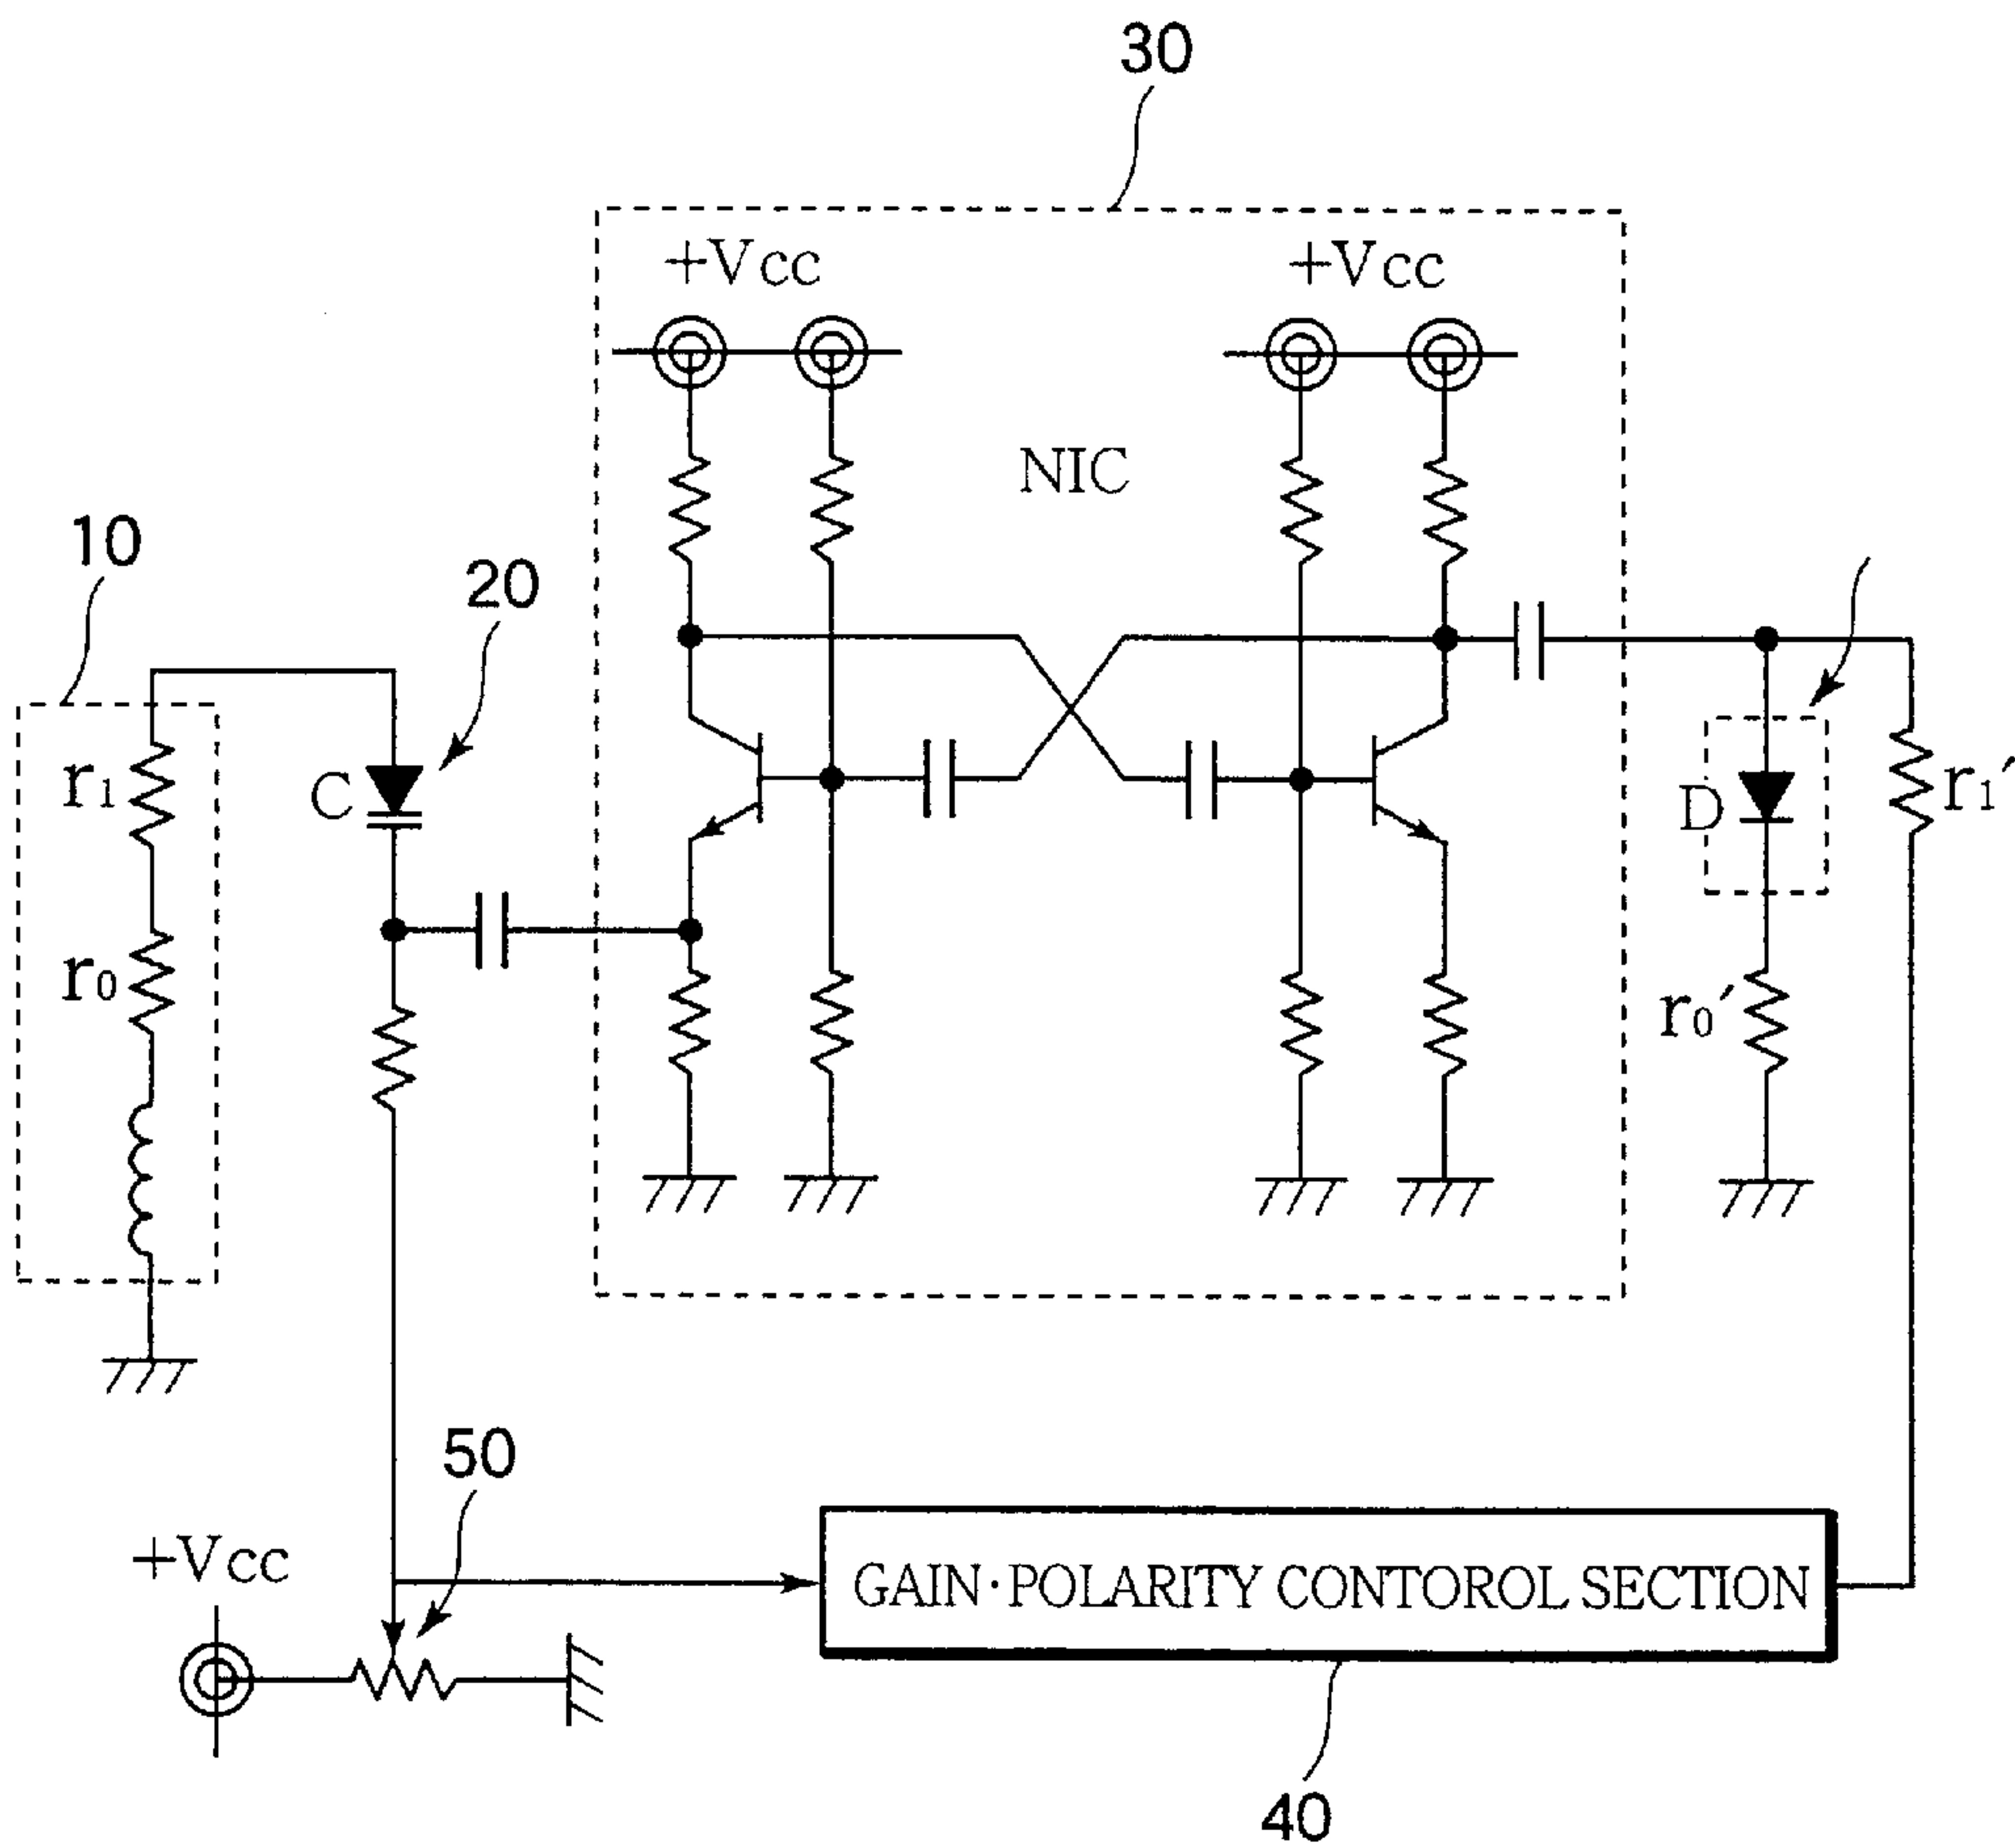 30
+Vcc
+Vcc
NIC
10
20
r1
C
D
r1′
r0
r0′
50
+Vcc
GAIN·POLARITY CONTOROL SECTION
40